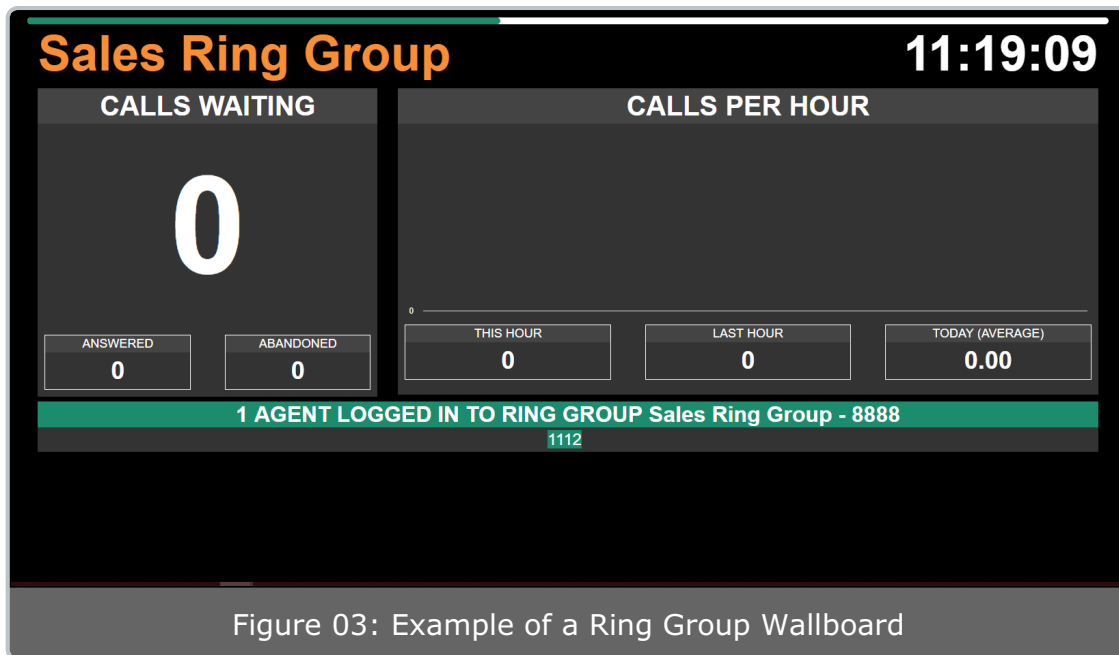 Sales Ring Group
11:19:09
CALLS WAITING
0
ANSWERED
0
ABANDONED
0
CALLS PER HOUR
0
THIS HOUR
0
LAST HOUR
0
TODAY (AVERAGE)
0.00
1 AGENT LOGGED IN TO RING GROUP Sales Ring Group - 8888
1112
Figure 03: Example of a Ring Group Wallboard